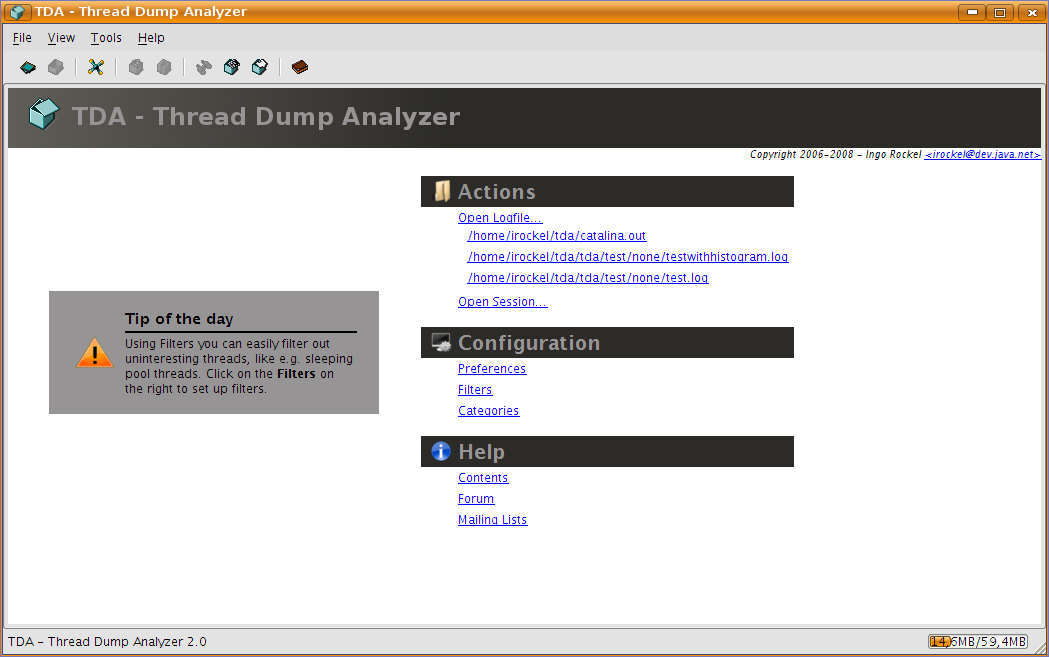 TDA - Thread Dump Analyzer
File View Tools Help
TDA - Thread Dump Analyzer
Copyright 2006-2008 - Ingo Rockel <irockel@dev.java.net>
Actions
Open Logfile...
/home/irockel/tda/catalina.out
/home/irockel/tda/tda/test/none/testwithhistogram.log
/home/irockel/tda/tda/test/none/test.log
Open Session...
Tip of the day
Using Filters you can easily filter out
uninteresting threads, like e.g. sleeping
pool threads. Click on the Filters on
the right to set up filters.
Configuration
Preferences
Filters
Categories
Help
Contents
Forum
Mailing Lists
TDA - Thread Dump Analyzer 2.0
14,6MB/59,4MB